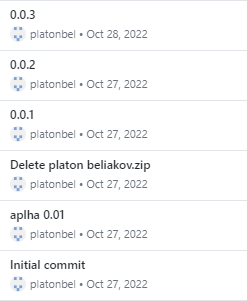 0.0.3
platonbel • Oct 28, 2022
0.0.2
platonbel • Oct 27, 2022
0.0.1
platonbel • Oct 27, 2022
Delete platon beliakov.zip
platonbel • Oct 27, 2022
aplha 0.01
platonbel • Oct 27, 2022
Initial commit
platonbel • Oct 27, 2022